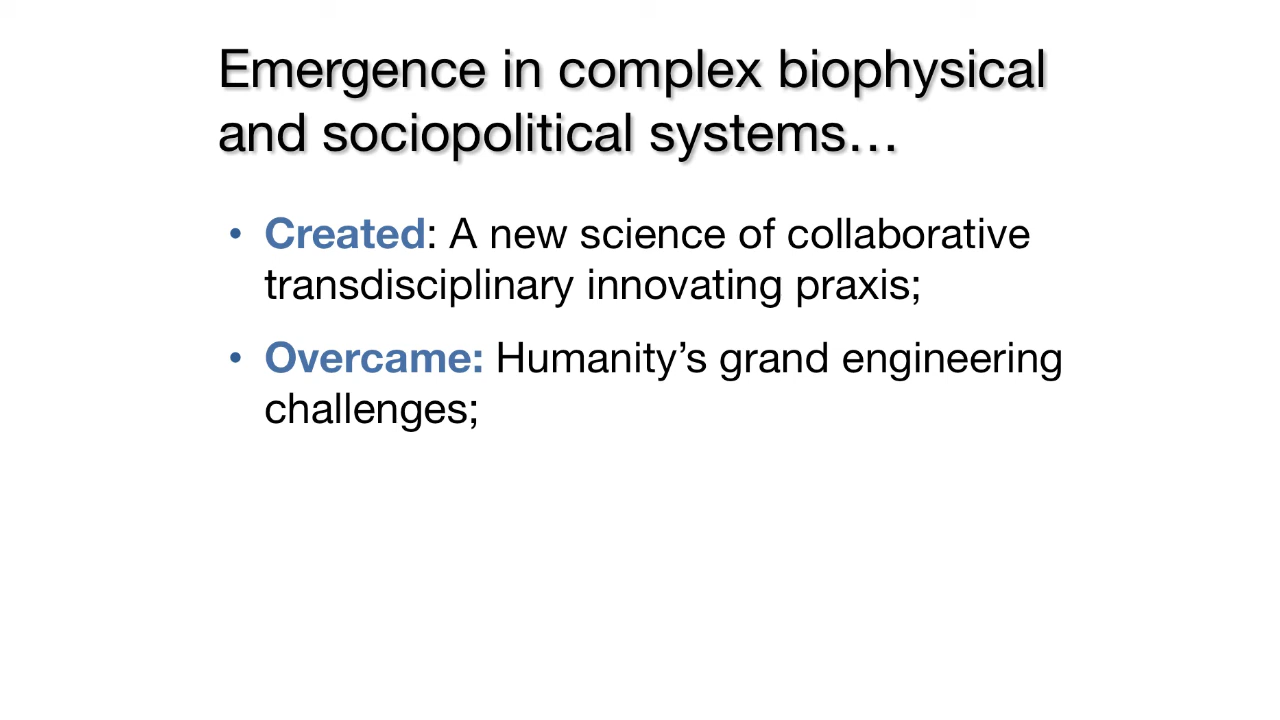 Emergence in complex biophysical
and sociopolitical systems…
• Created: A new science of collaborative
transdisciplinary innovating praxis;
• Overcame: Humanity’s grand engineering
challenges;